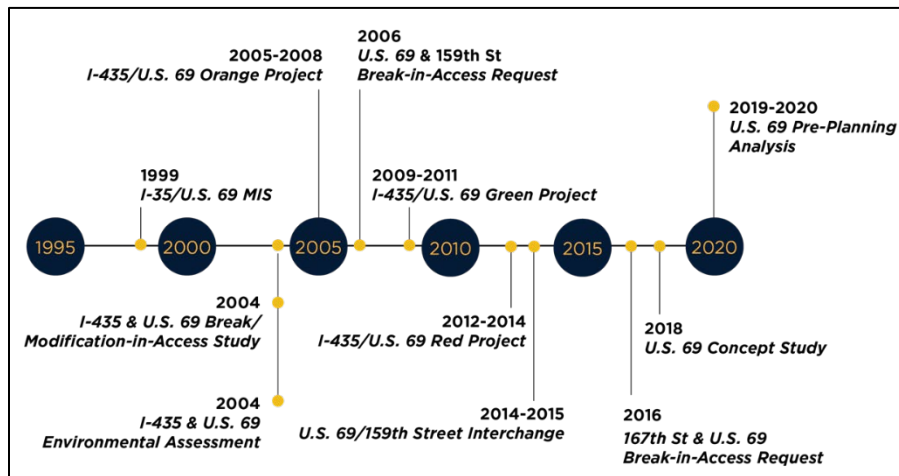 2006
2005-2008
U.S. 69 & 159th St
I-435/U.S. 69 Orange Project
Break-in-Access Request
2019-2020
U.S. 69 Pre-Planning
Analysis
1999
I-35/U.S. 69 MIS
2009-2011
I-435/U.S. 69 Green Project
1995
2000
2005
2010
2015
2020
2004
I-435 & U.S. 69 Break/
Modification-in-Access Study
2012-2014
I-435/U.S. 69 Red Project
2018
U.S. 69 Concept Study
2004
I-435 & U.S. 69
Environmental Assessment
2014-2015
U.S. 69/159th Street Interchange
2016
167th St & U.S. 69
Break-in-Access Request